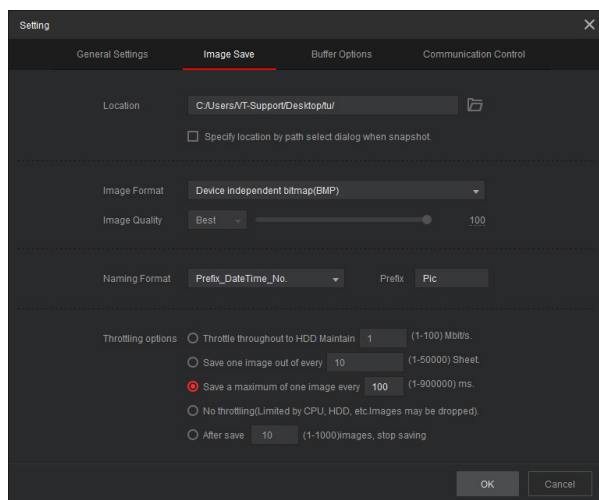 Setting
General Settings Image Save Buffer Options Communication Control
Location C:/Users/VT-Support/Desktop/tu/
Specify location by path select dialog when snapshot.
Image Format Device independent bitmap(BMP)
Image Quality Best 100
Naming Format Prefix_DateTime_No. Prefix Pic
Throttling options Throttle throughout to HDD Maintain 1 (1-100) Mbit/s.
Save one image out of every 10 (1-50000) Sheet.
Save a maximum of one image every 100 (1-900000) ms.
No throttling(Limited by CPU, HDD, etc.Images may be dropped).
After save 10 (1-1000)images, stop saving
OK Cancel